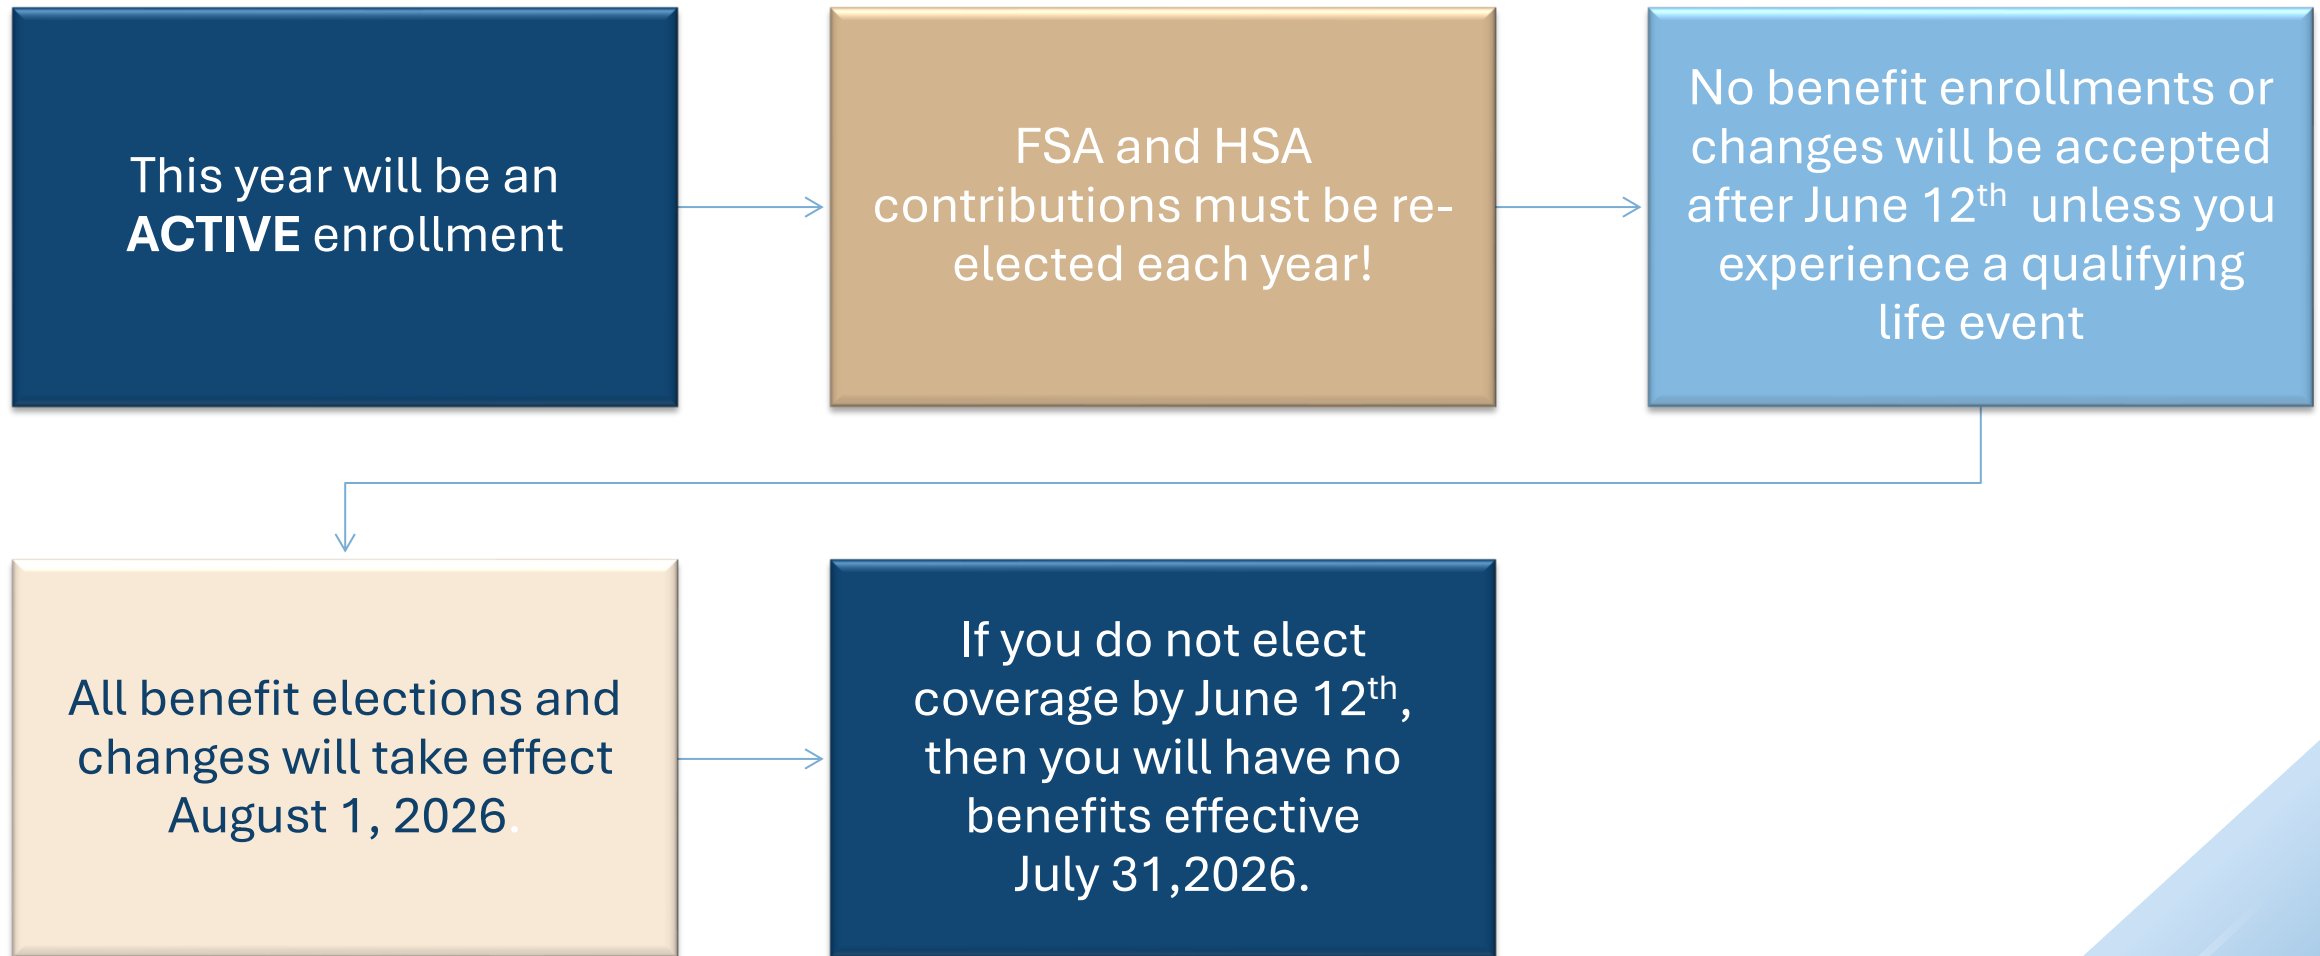 This year will be an
ACTIVE enrollment
FSA and HSA
contributions must be re-
elected each year!
No benefit enrollments or
changes will be accepted
after June 12th  unless you
experience a qualifying
life event
All benefit elections and
changes will take effect
August 1, 2026.
If you do not elect
coverage by June 12th,
then you will have no
benefits effective
July 31,2026.